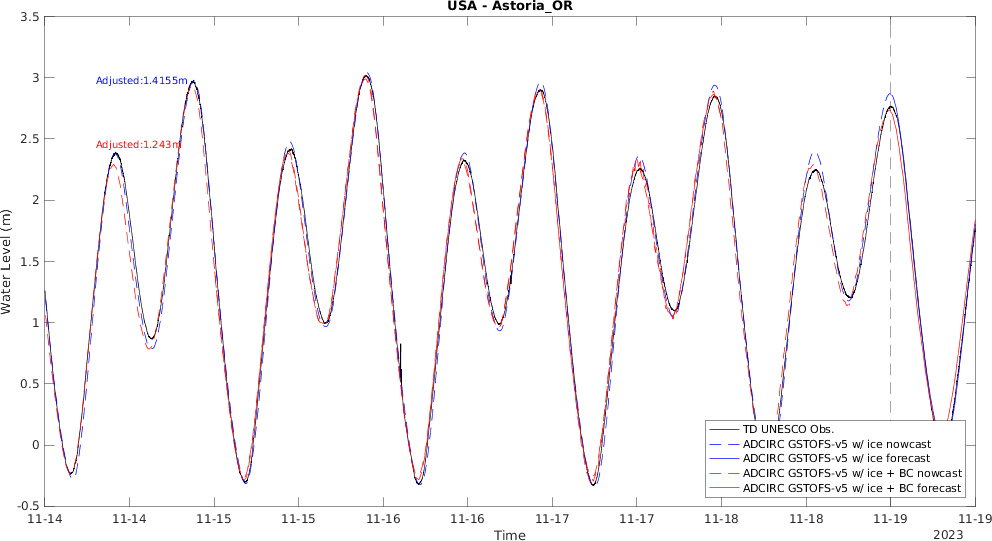 USA - Astoria_OR
3.5
3
2.5
2
1.5
1
0.5
0
-0.5
Water Level (m)
Adjusted:1.4155m
Adjusted:1.243m
TD UNESCO Obs.
ADCIRC GSTOFS-v5 w/ ice nowcast
ADCIRC GSTOFS-v5 w/ ice forecast
ADCIRC GSTOFS-v5 w/ ice + BC nowcast
ADCIRC GSTOFS-v5 w/ ice + BC forecast
11-14 11-14 11-15 11-15 11-16 11-16 11-17 11-17 11-18 11-18 11-19 11-19
Time
2023